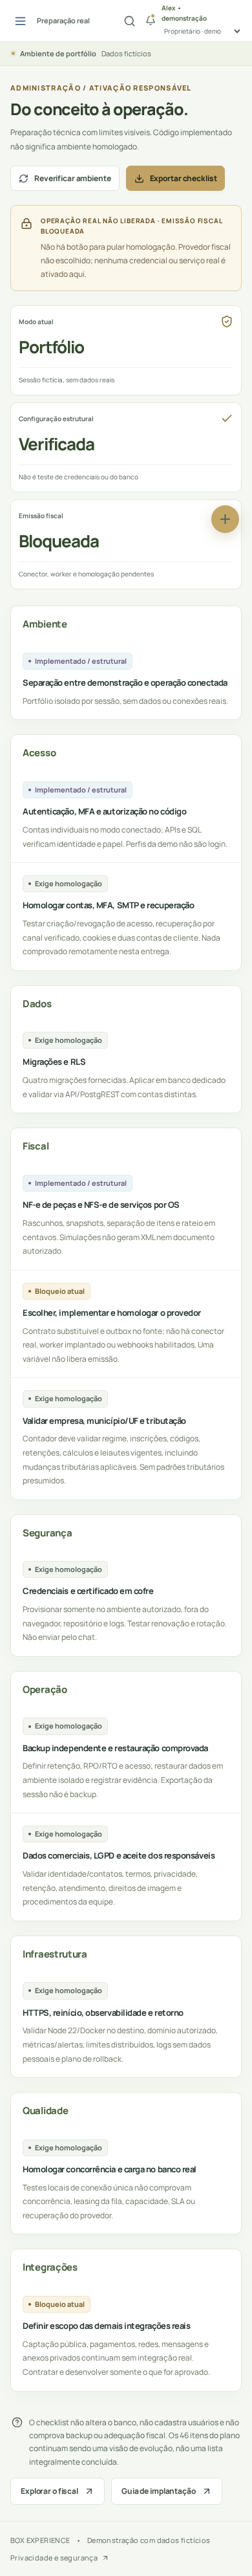 Preparação real
Alex •
demonstração
Proprietário · demo
Ambiente de portfólio Dados fictícios
ADMINISTRAÇÃO / ATIVAÇÃO RESPONSÁVEL
Do conceito à operação.
Preparação técnica com limites visíveis. Código implementado
não significa ambiente homologado.
Reverificar ambiente
Exportar checklist
OPERAÇÃO REAL NÃO LIBERADA · EMISSÃO FISCAL
BLOQUEADA
Não há botão para pular homologação. Provedor fiscal
não escolhido; nenhuma credencial ou serviço real é
ativado aqui.
Modo atual
Portfólio
Sessão fictícia, sem dados reais
Configuração estrutural
Verificada
Não é teste de credenciais ou do banco
Emissão fiscal
Bloqueada
Conector, worker e homologação pendentes
Ambiente
Implementado / estrutural
Separação entre demonstração e operação conectada
Portfólio isolado por sessão, sem dados ou conexões reais.
Acesso
Implementado / estrutural
Autenticação, MFA e autorização no código
Contas individuais no modo conectado; APIs e SQL
verificam identidade e papel. Perfis da demo não são login.
Exige homologação
Homologar contas, MFA, SMTP e recuperação
Testar criação/revogação de acesso, recuperação por
canal verificado, cookies e duas contas de cliente. Nada
comprovado remotamente nesta entrega.
Dados
Exige homologação
Migrações e RLS
Quatro migrações fornecidas. Aplicar em banco dedicado
e validar via API/PostgREST com contas distintas.
Fiscal
Implementado / estrutural
NF-e de peças e NFS-e de serviços por OS
Rascunhos, snapshots, separação de itens e rateio em
centavos. Simulações não geram XML nem documento
autorizado.
Bloqueio atual
Escolher, implementar e homologar o provedor
Contrato substituível e outbox no fonte; não há conector
real, worker implantado ou webhooks habilitados. Uma
variável não libera emissão.
Exige homologação
Validar empresa, município/UF e tributação
Contador deve validar regime, inscrições, códigos,
retenções, cálculos e leiautes vigentes, incluindo
mudanças tributárias aplicáveis. Sem padrões tributários
presumidos.
Segurança
Exige homologação
Credenciais e certificado em cofre
Provisionar somente no ambiente autorizado, fora do
navegador, repositório e logs. Testar renovação e rotação.
Não enviar pelo chat.
Operação
Exige homologação
Backup independente e restauração comprovada
Definir retenção, RPO/RTO e acesso; restaurar dados em
ambiente isolado e registrar evidência. Exportação da
sessão não é backup.
Exige homologação
Dados comerciais, LGPD e aceite dos responsáveis
Validar identidade/contatos, termos, privacidade,
retenção, atendimento, direitos de imagem e
procedimentos da equipe.
Infraestrutura
Exige homologação
HTTPS, reinício, observabilidade e retorno
Validar Node 22/Docker no destino, domínio autorizado,
métricas/alertas, limites distribuídos, logs sem dados
pessoais e plano de rollback.
Qualidade
Exige homologação
Homologar concorrência e carga no banco real
Testes locais de conexão única não comprovam
concorrência, leasing da fila, capacidade, SLA ou
recuperação do provedor.
Integrações
Bloqueio atual
Definir escopo das demais integrações reais
Captação pública, pagamentos, redes, mensagens e
anexos privados continuam sem integração real.
Contratar e desenvolver somente o que for aprovado.
O checklist não altera o banco, não cadastra usuários e não
comprova backup ou adequação fiscal. Os 46 itens do plano
continuam sendo uma visão de evolução, não uma lista
integralmente concluída.
Explorar o fiscal
Guia de implantação
BOX EXPERIENCE • Demonstração com dados fictícios
Privacidade e segurança